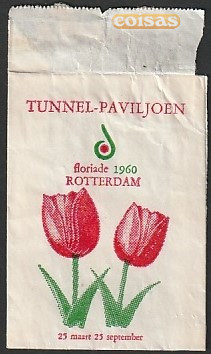 coisas
TUNNEL-PAVILJOEN
floriade 1960
ROTTERDAM
25 maart 25 september